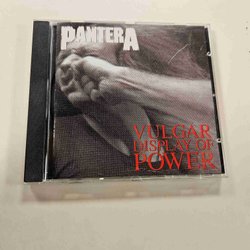 PANTERA
VULGAR
DISPLAY OF
POWER